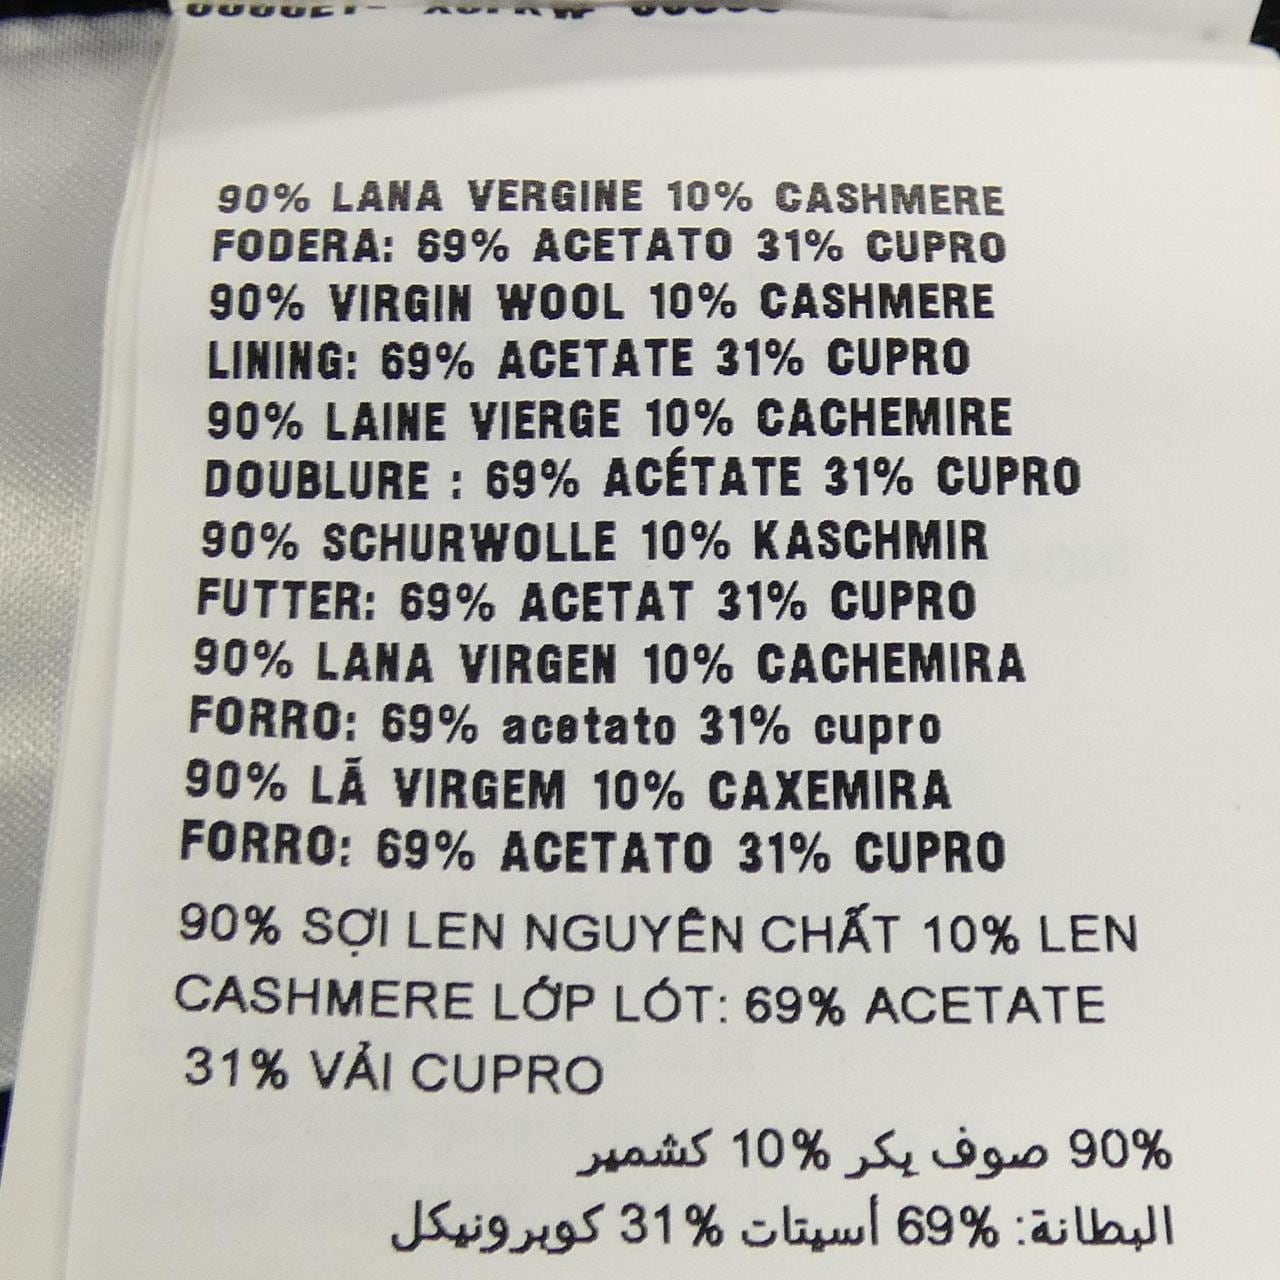 90% LANA VERGINE 10% CASHMERE
FODERA: 69% ACETATO 31% CUPRO
90% VIRGIN WOOL 10% CASHMERE
LINING: 69% ACETATE 31% CUPRO
90% LAINE VIERGE 10% CACHEMIRE
DOUBLURE : 69% ACÉTATE 31% CUPRO
90% SCHURWOLLE 10% KASCHMIR
FUTTER: 69% ACETAT 31% CUPRO
90% LANA VIRGEN 10% CACHEMIRA
FORRO: 69% acetato 31% cupro
90% LÃ VIRGEM 10% CAXEMIRA
FORRO: 69% ACETATO 31% CUPRO
90% SỢI LEN NGUYÊN CHẤT 10% LEN
CASHMERE LỚP LÓT: 69% ACETATE
31% VẢI CUPRO
90% صوف بكر 10% كشمير
البطانة: 69% أسيتات 31% كوبرونيكل